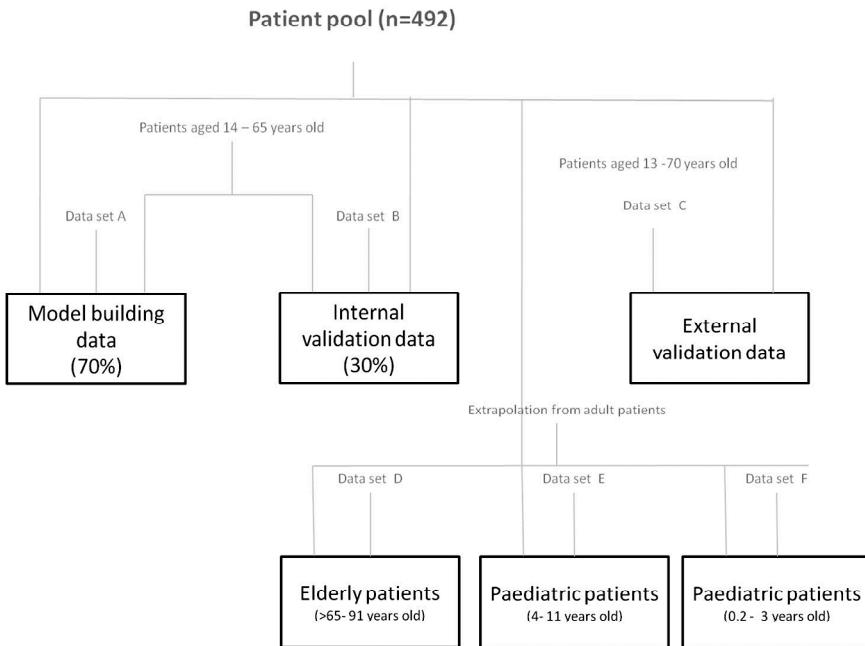 Patient pool (n=492)
Patients aged 14 – 65 years old
Patients aged 13 -70 years old
Data set A
Data set B
Data set C
Model building
data
(70%)
Internal
validation data
(30%)
External
validation data
Extrapolation from adult patients
Data set D
Data set E
Data set F
Elderly patients
(>65- 91 years old)
Paediatric patients
(4- 11 years old)
Paediatric patients
(0.2 - 3 years old)